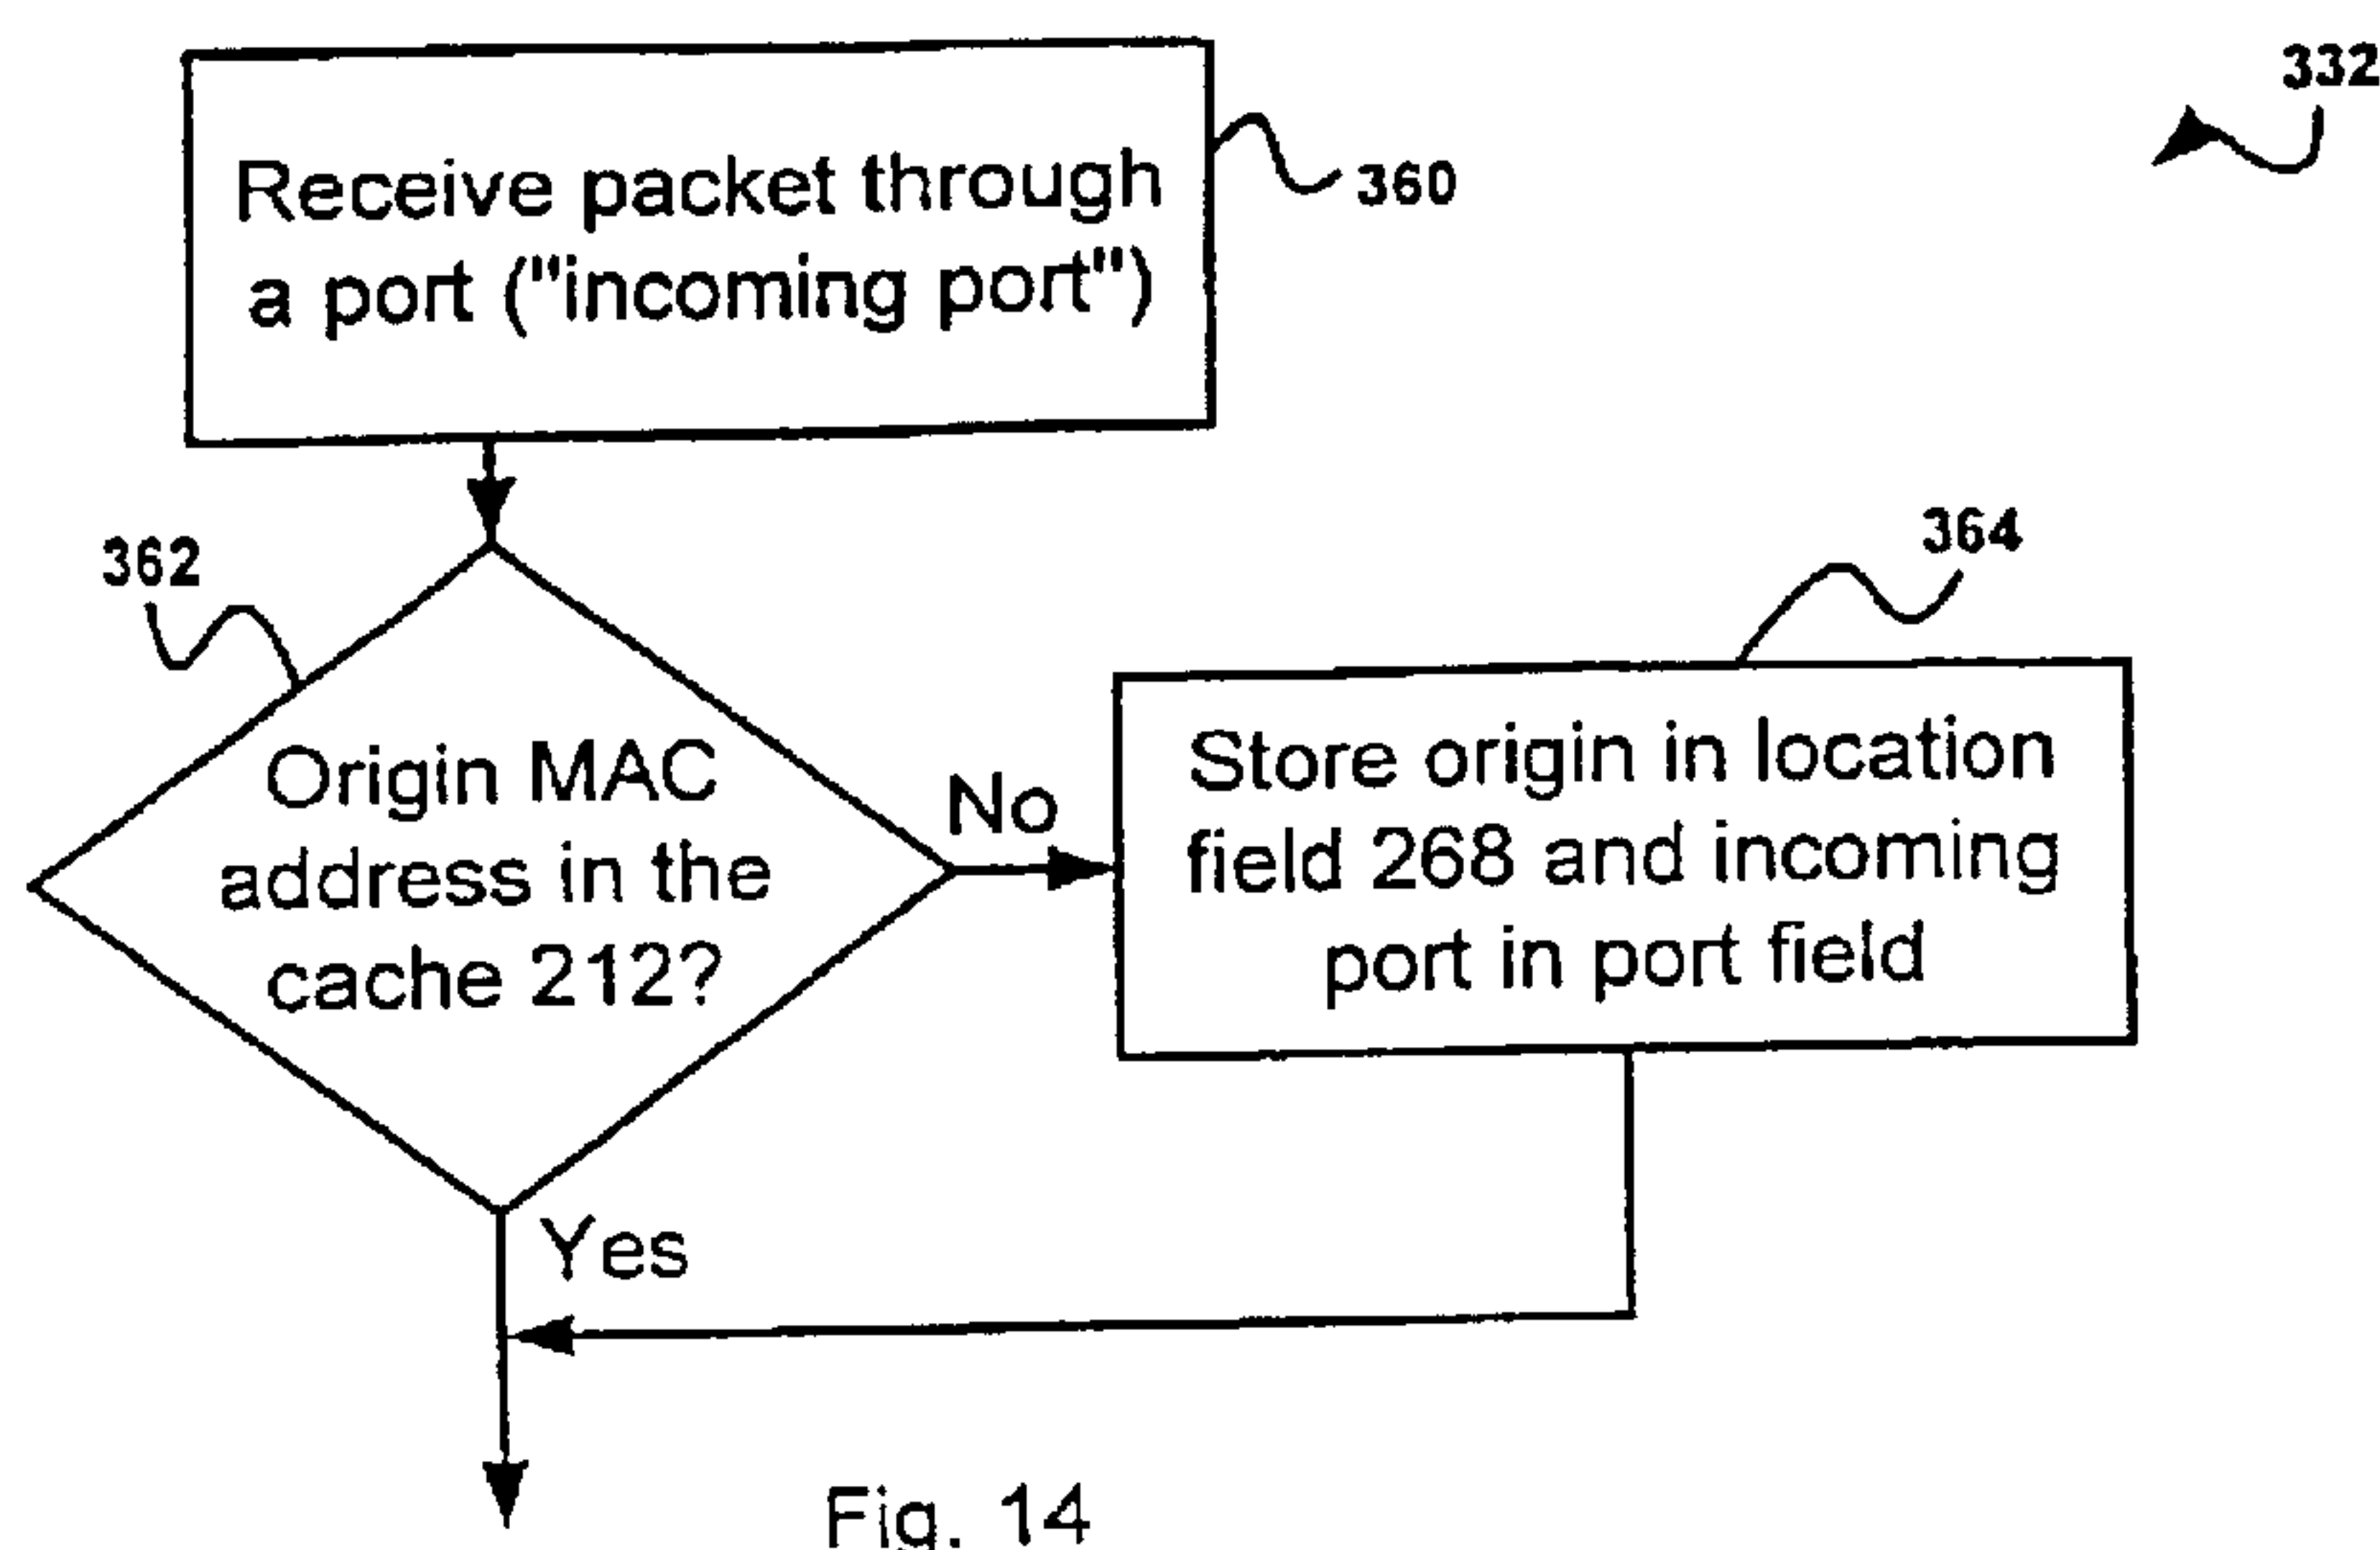 332
Receive packet through
a port ("incoming port")
360
362
Origin MAC
address in the
cache 212?
No
364
Store origin in location
field 268 and incoming
port in port field
Yes
Fig. 14